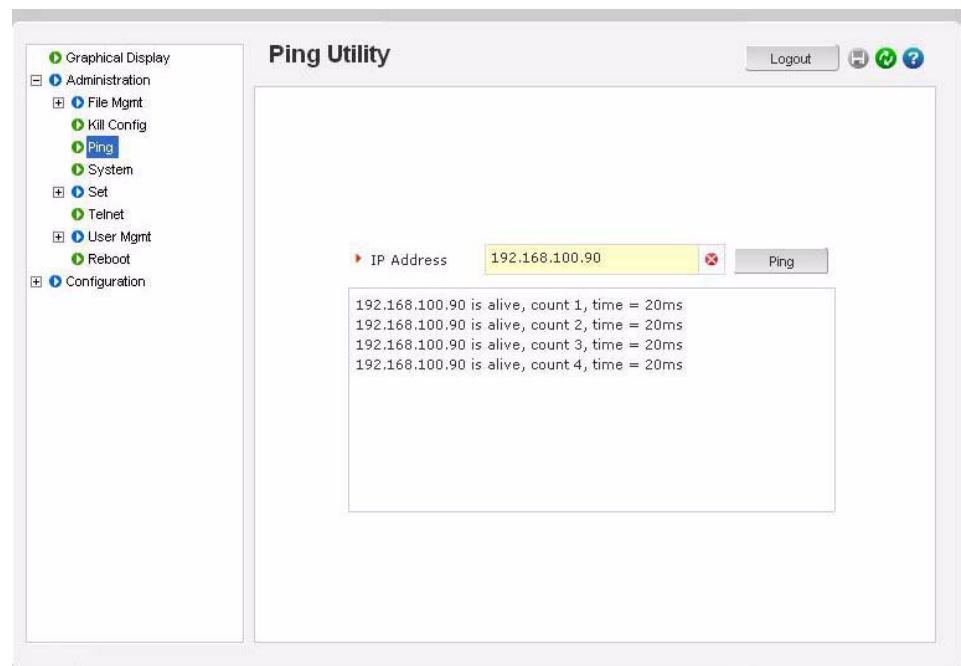 Graphical Display
Administration
File Mgmt
Kill Config
Ping
System
Set
Telnet
User Mgmt
Reboot
Configuration
Ping Utility
Logout
?
IP Address
192.168.100.90
Ping
192.168.100.90 is alive, count 1, time = 20ms
192.168.100.90 is alive, count 2, time = 20ms
192.168.100.90 is alive, count 3, time = 20ms
192.168.100.90 is alive, count 4, time = 20ms